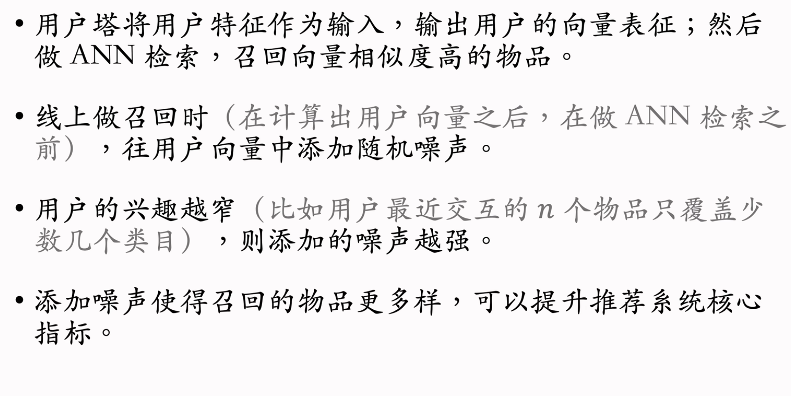 • 用户塔将用户特征作为输入，输出用户的向量表征；然后
做 ANN 检索，召回向量相似度高的物品。
• 线上做召回时（在计算出用户向量之后，在做 ANN 检索之
前），往用户向量中添加随机噪声。
• 用户的兴趣越窄（比如用户最近交互的 n 个物品只覆盖少
数几个类目），则添加的噪声越强。
• 添加噪声使得召回的物品更多样，可以提升推荐系统核心
指标。